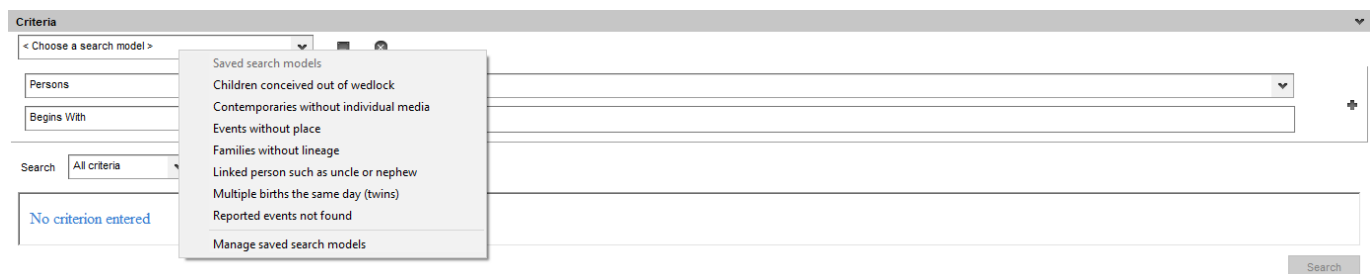 Criteria
< Choose a search model >
Saved search models
Children conceived out of wedlock
Contemporaries without individual media
Events without place
Families without lineage
Linked person such as uncle or nephew
Multiple births the same day (twins)
Reported events not found
Manage saved search models
Persons
Begins With
Search All criteria
No criterion entered
Search